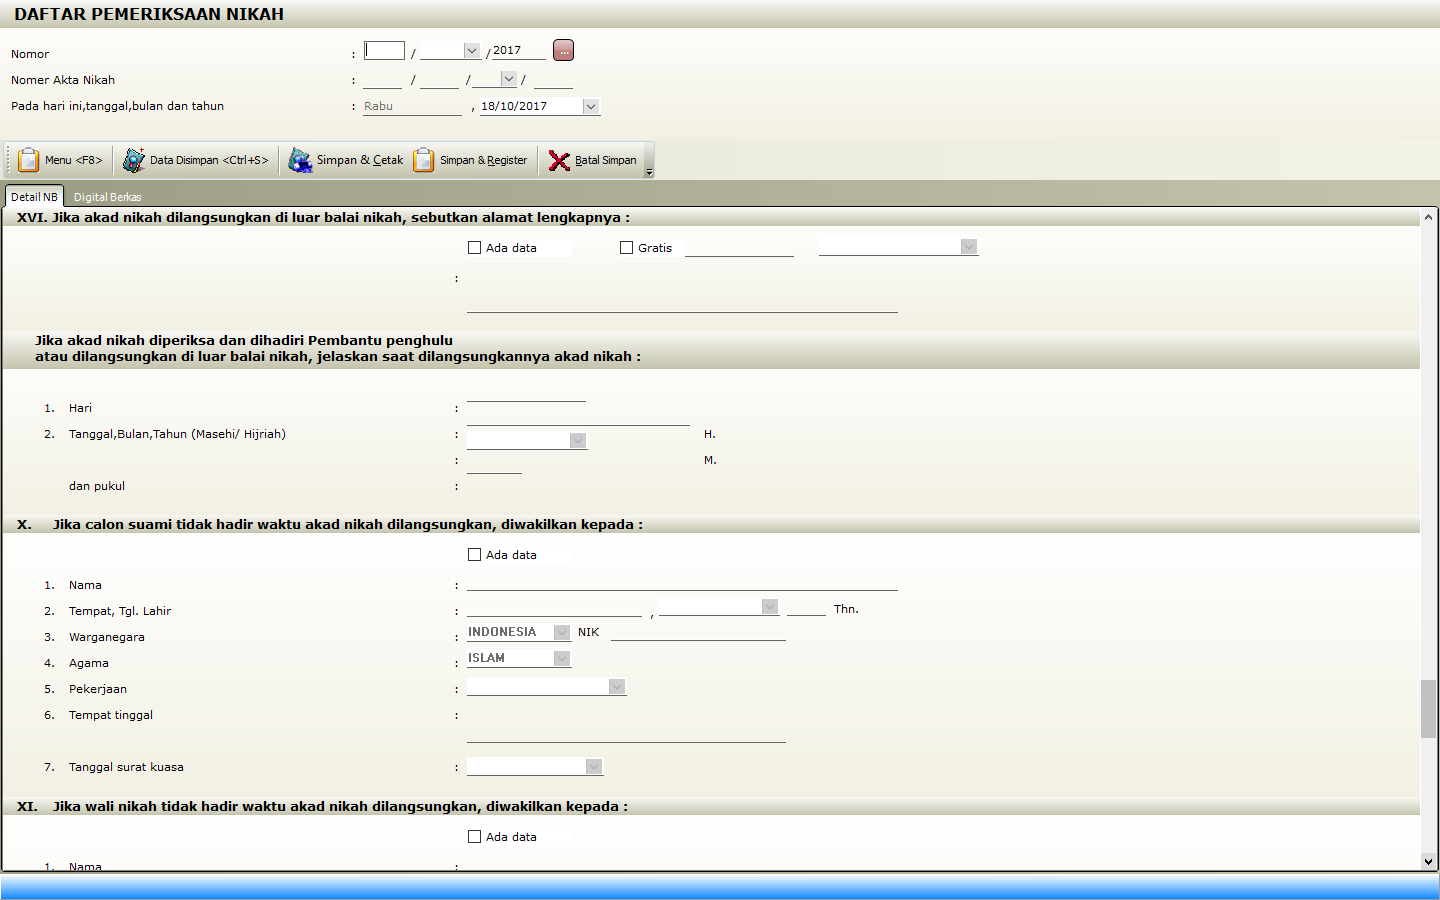 DAFTAR PEMERIKSAAN NIKAH
Nomor : / / 2017 ...
Nomer Akta Nikah : / / /
Pada hari ini,tanggal,bulan dan tahun : Rabu , 18/10/2017
Menu <F8> Data Disimpan <Ctrl+S> Simpan & Cetak Simpan & Register Batal Simpan
Detail NB Digital Berkas
XVI. Jika akad nikah dilangsungkan di luar balai nikah, sebutkan alamat lengkapnya :
Ada data Gratis
:
Jika akad nikah diperiksa dan dihadiri Pembantu penghulu
atau dilangsungkan di luar balai nikah, jelaskan saat dilangsungkannya akad nikah :
1. Hari :
2. Tanggal,Bulan,Tahun (Masehi/ Hijriah) : H.
: M.
dan pukul :
X. Jika calon suami tidak hadir waktu akad nikah dilangsungkan, diwakilkan kepada :
Ada data
1. Nama :
2. Tempat, Tgl. Lahir : , Thn.
3. Warganegara : INDONESIA NIK
4. Agama : ISLAM
5. Pekerjaan :
6. Tempat tinggal :
7. Tanggal surat kuasa :
XI. Jika wali nikah tidak hadir waktu akad nikah dilangsungkan, diwakilkan kepada :
Ada data
1. Nama :